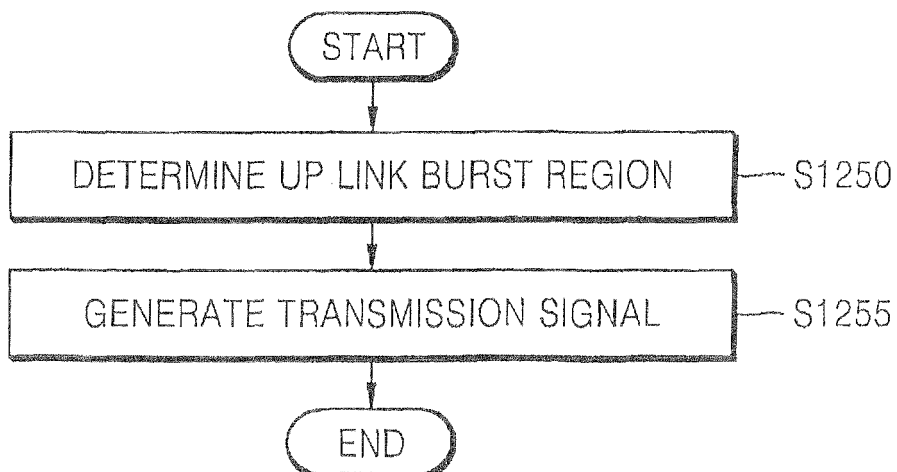 START
DETERMINE UP LINK BURST REGION S1250
GENERATE TRANSMISSION SIGNAL S1255
END